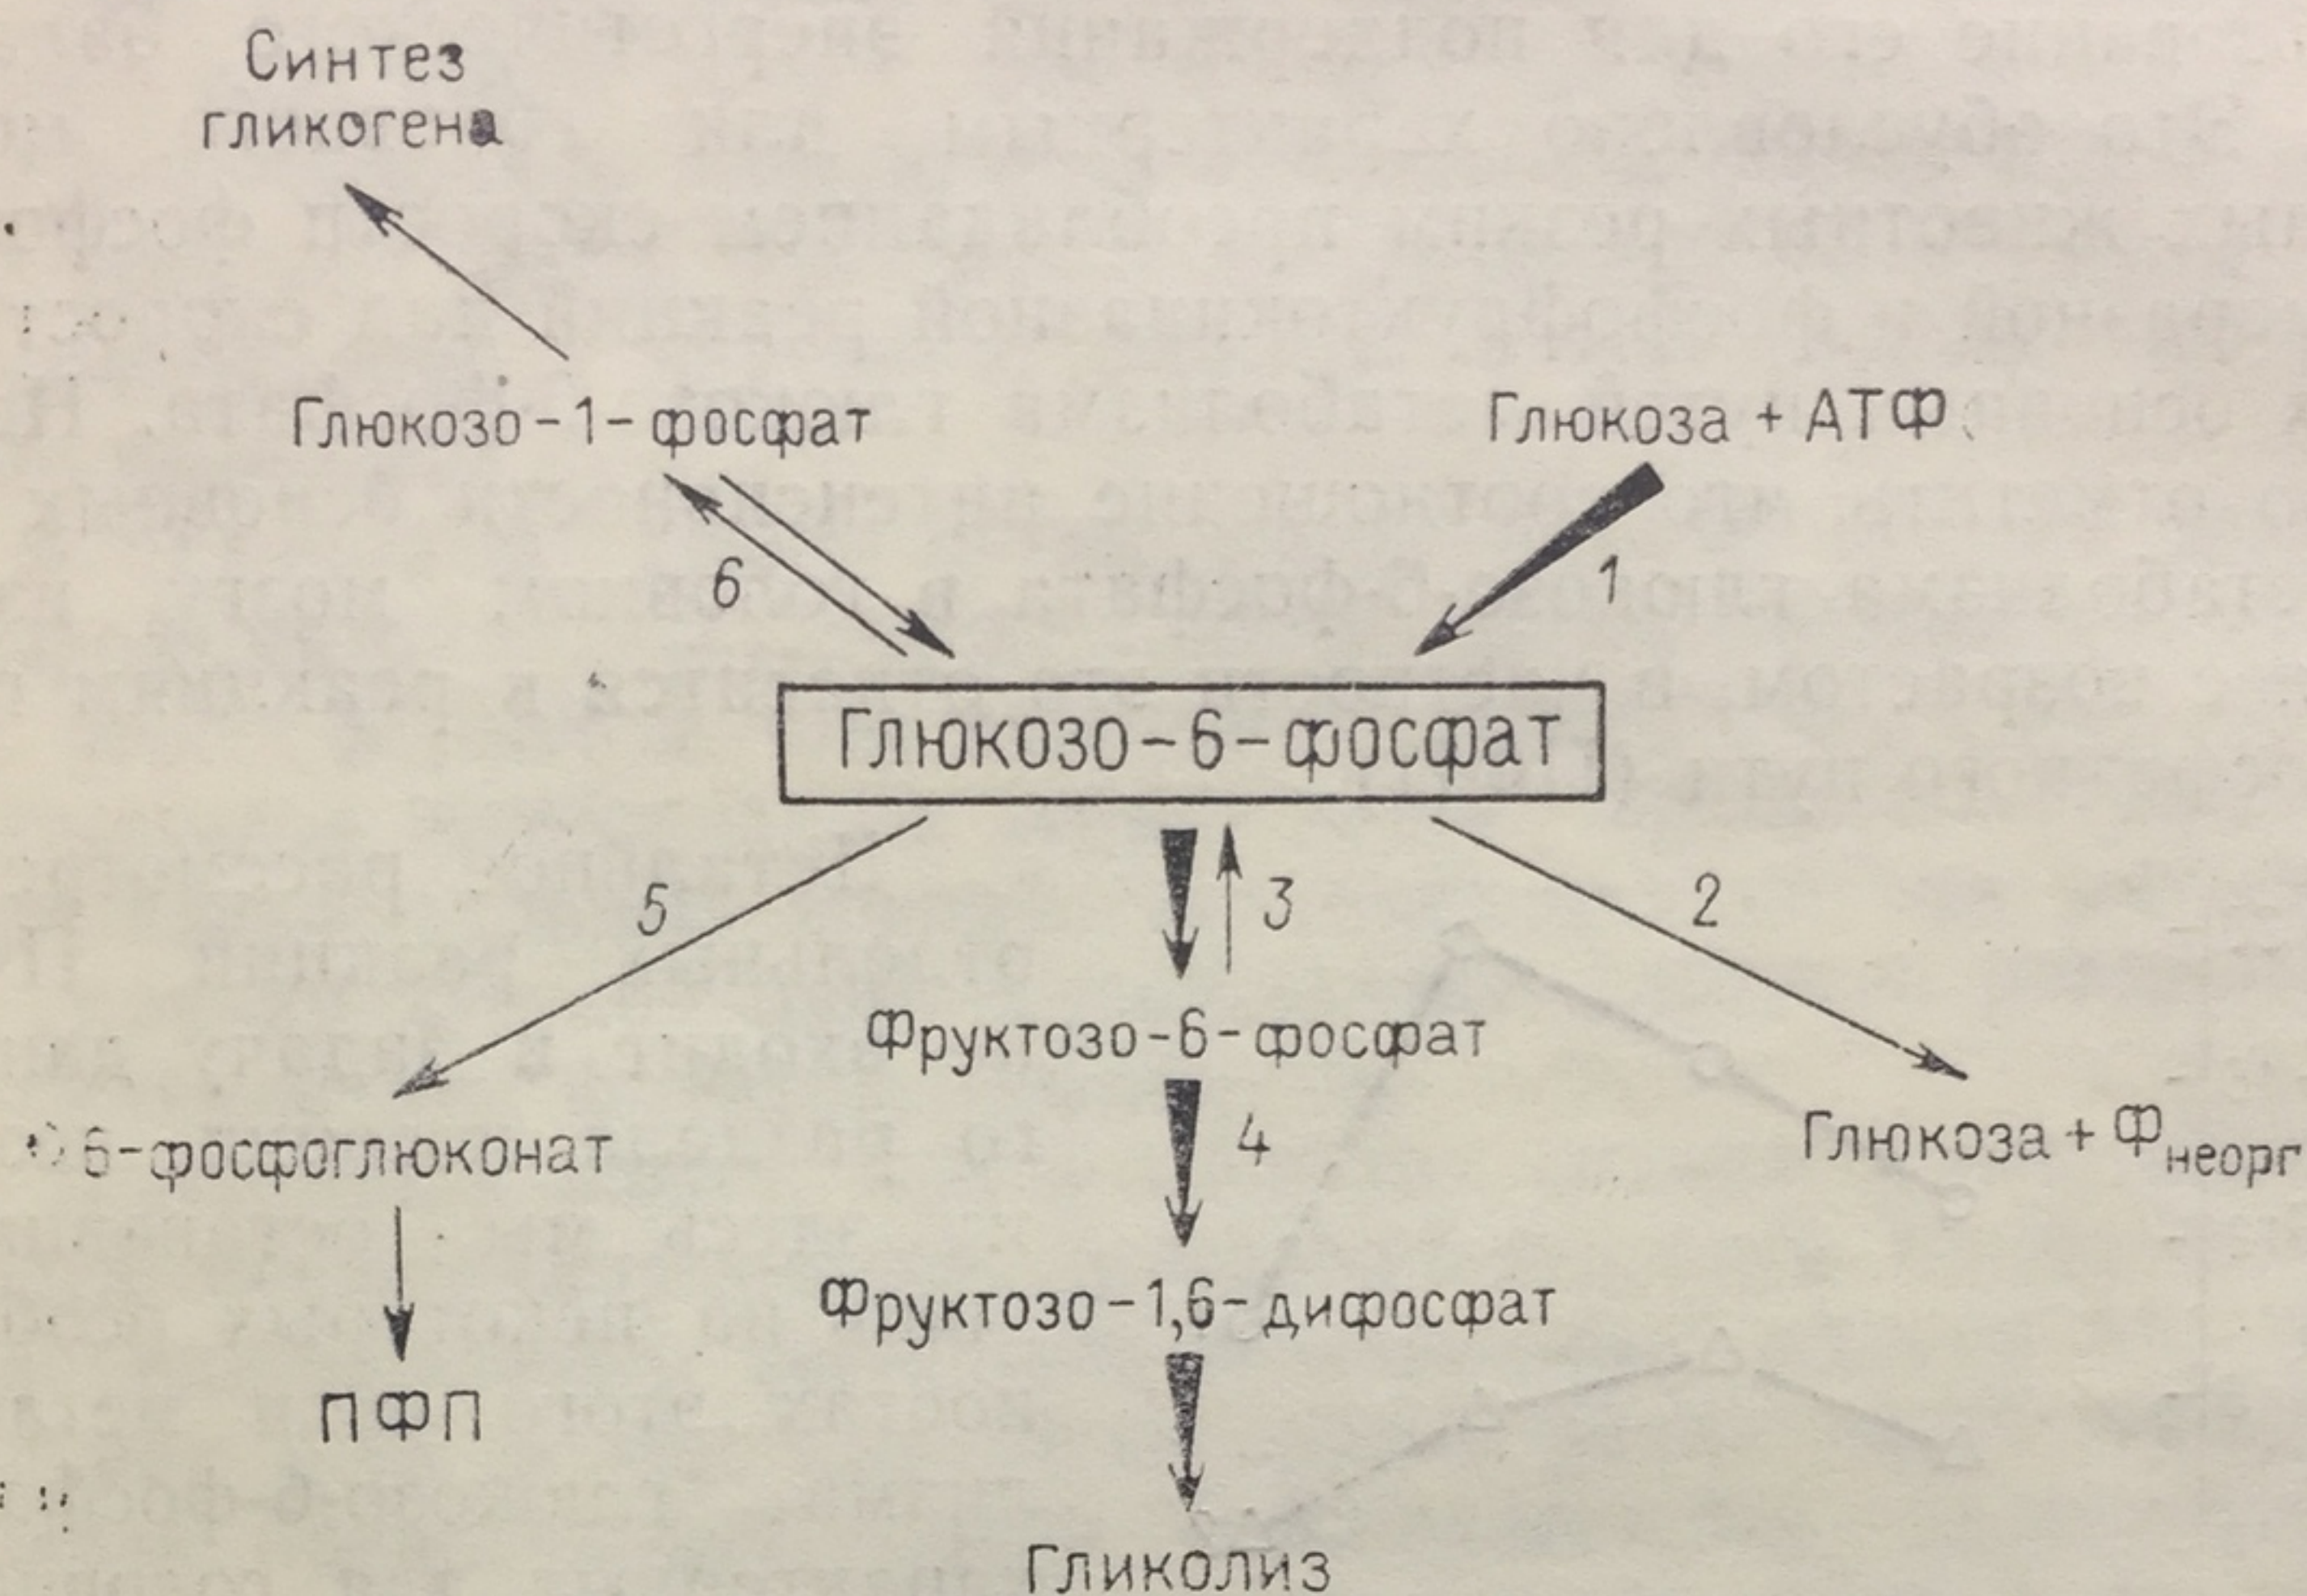 Синтез
гликогена
Глюкозо-1-фосфат
Глюкоза + АТФ
6
1
Глюкозо-6-фосфат
5
3
2
Фруктозо-6-фосфат
4
6-фосфоглюконат
Глюкоза + Фнеорг
Фруктозо-1,6-дифосфат
ПФП
Гликолиз